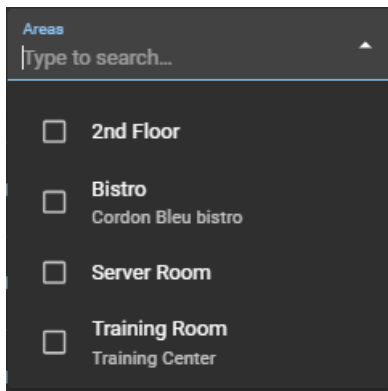 Areas
Type to search...
2nd Floor
Bistro
Cordon Bleu bistro
Server Room
Training Room
Training Center